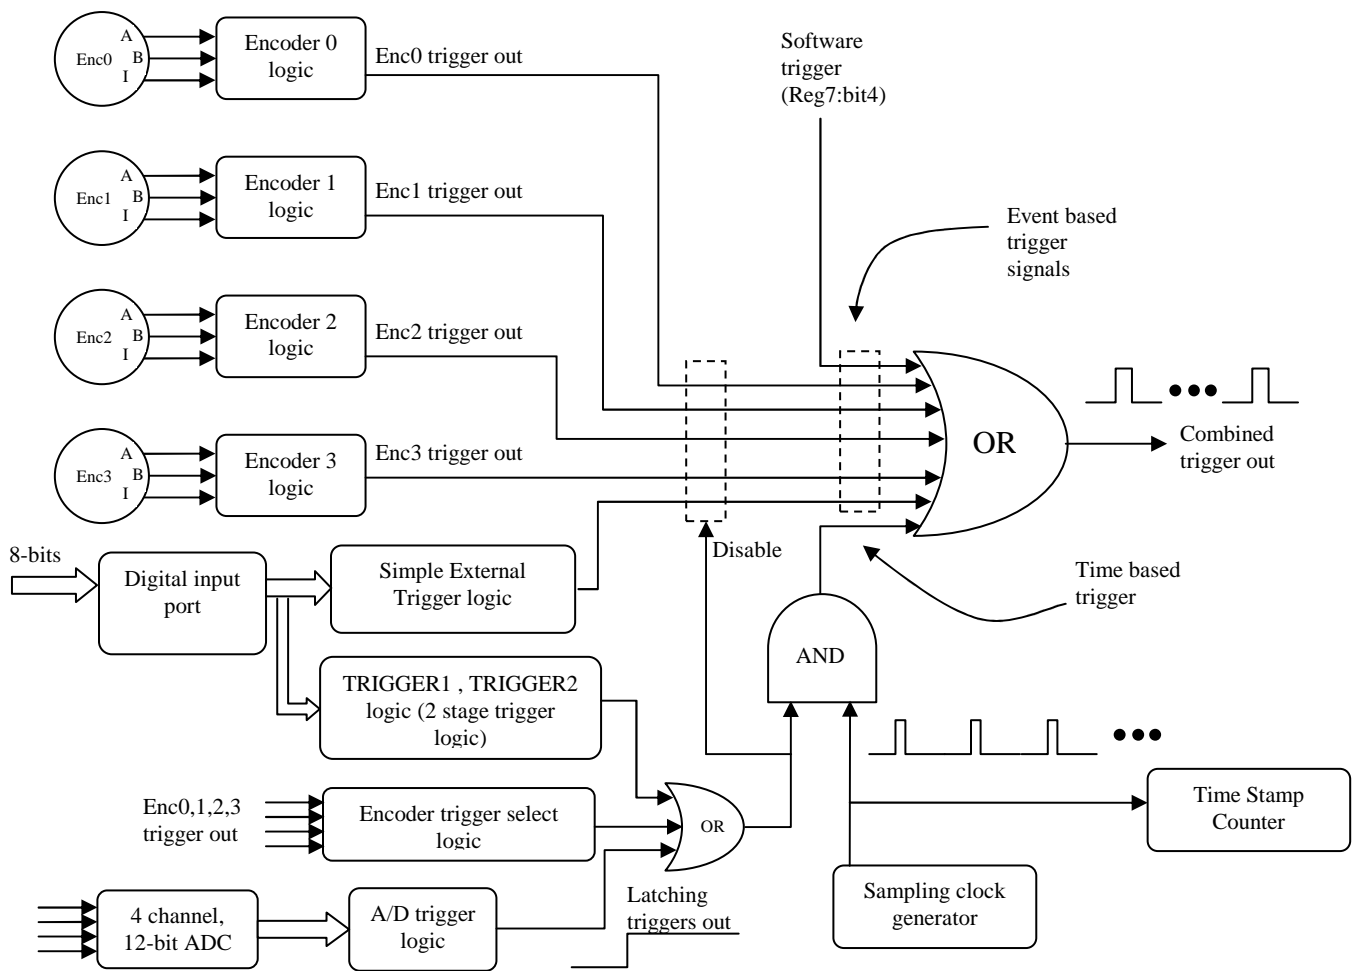 Enc0
A
B
I
Encoder 0
logic
Enc0 trigger out
Software
trigger
(Reg7:bit4)
Enc1
A
B
I
Encoder 1
logic
Enc1 trigger out
Event based
trigger
signals
Enc2
A
B
I
Encoder 2
logic
Enc2 trigger out
Enc3
A
B
I
Encoder 3
logic
Enc3 trigger out
OR
Combined
trigger out
8-bits
Digital input
port
Simple External
Trigger logic
Disable
Time based
trigger
AND
TRIGGER1 , TRIGGER2
logic (2 stage trigger
logic)
Enc0,1,2,3
trigger out
Encoder trigger select
logic
OR
Time Stamp
Counter
4 channel,
12-bit ADC
A/D trigger
logic
Latching
triggers out
Sampling clock
generator